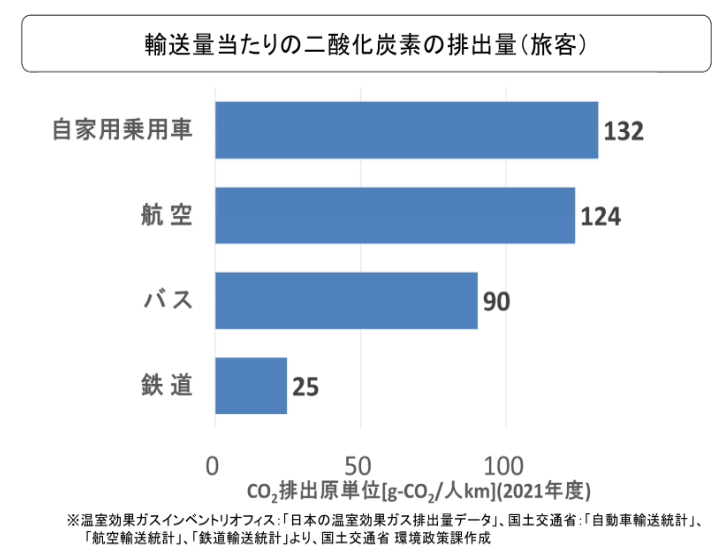 輸送量当たりの二酸化炭素の排出量(旅客)
自家用乗用車 132
航空 124
バス 90
鉄道 25
0 50 100
CO₂排出原単位[g-CO₂/人km](2021年度)
※温室効果ガスインベントリオフィス:「日本の温室効果ガス排出量データ」、国土交通省:「自動車輸送統計」、
「航空輸送統計」、「鉄道輸送統計」より、国土交通省 環境政策課作成